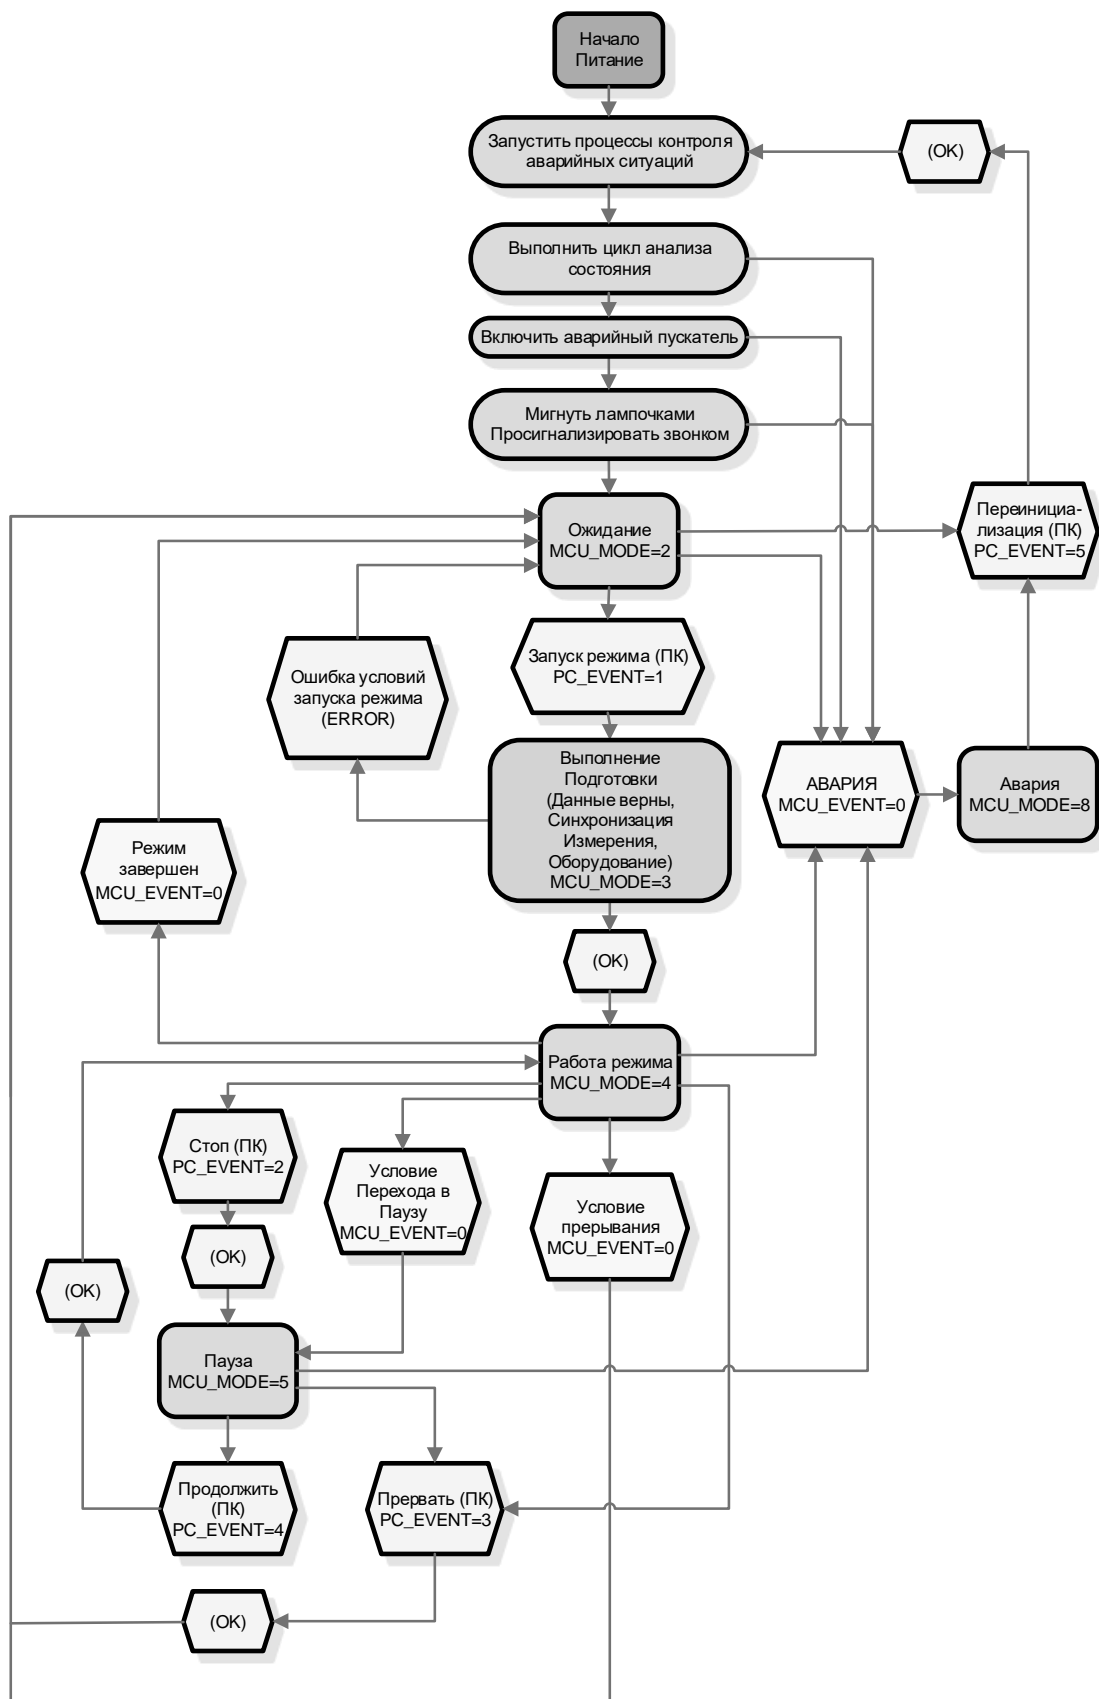 Начало
Питание
Запустить процессы контроля
аварийных ситуаций
(OK)
Выполнить цикл анализа
состояния
Включить аварийный пускатель
Мигнуть лампочками
Просигнализировать звонком
Ожидание
MCU_MODE=2
Переинициа-
лизация (ПК)
PC_EVENT=5
Запуск режима (ПК)
PC_EVENT=1
Ошибка условий
запуска режима
(ERROR)
Выполнение
Подготовки
(Данные верны,
Синхронизация
Измерения,
Оборудование)
MCU_MODE=3
АВАРИЯ
MCU_EVENT=0
Авария
MCU_MODE=8
Режим
завершен
MCU_EVENT=0
(OK)
Работа режима
MCU_MODE=4
Стоп (ПК)
PC_EVENT=2
Условие
Перехода в
Паузу
MCU_EVENT=0
Условие
прерывания
MCU_EVENT=0
(OK)
(OK)
Пауза
MCU_MODE=5
Продолжить
(ПК)
PC_EVENT=4
Прервать (ПК)
PC_EVENT=3
(OK)